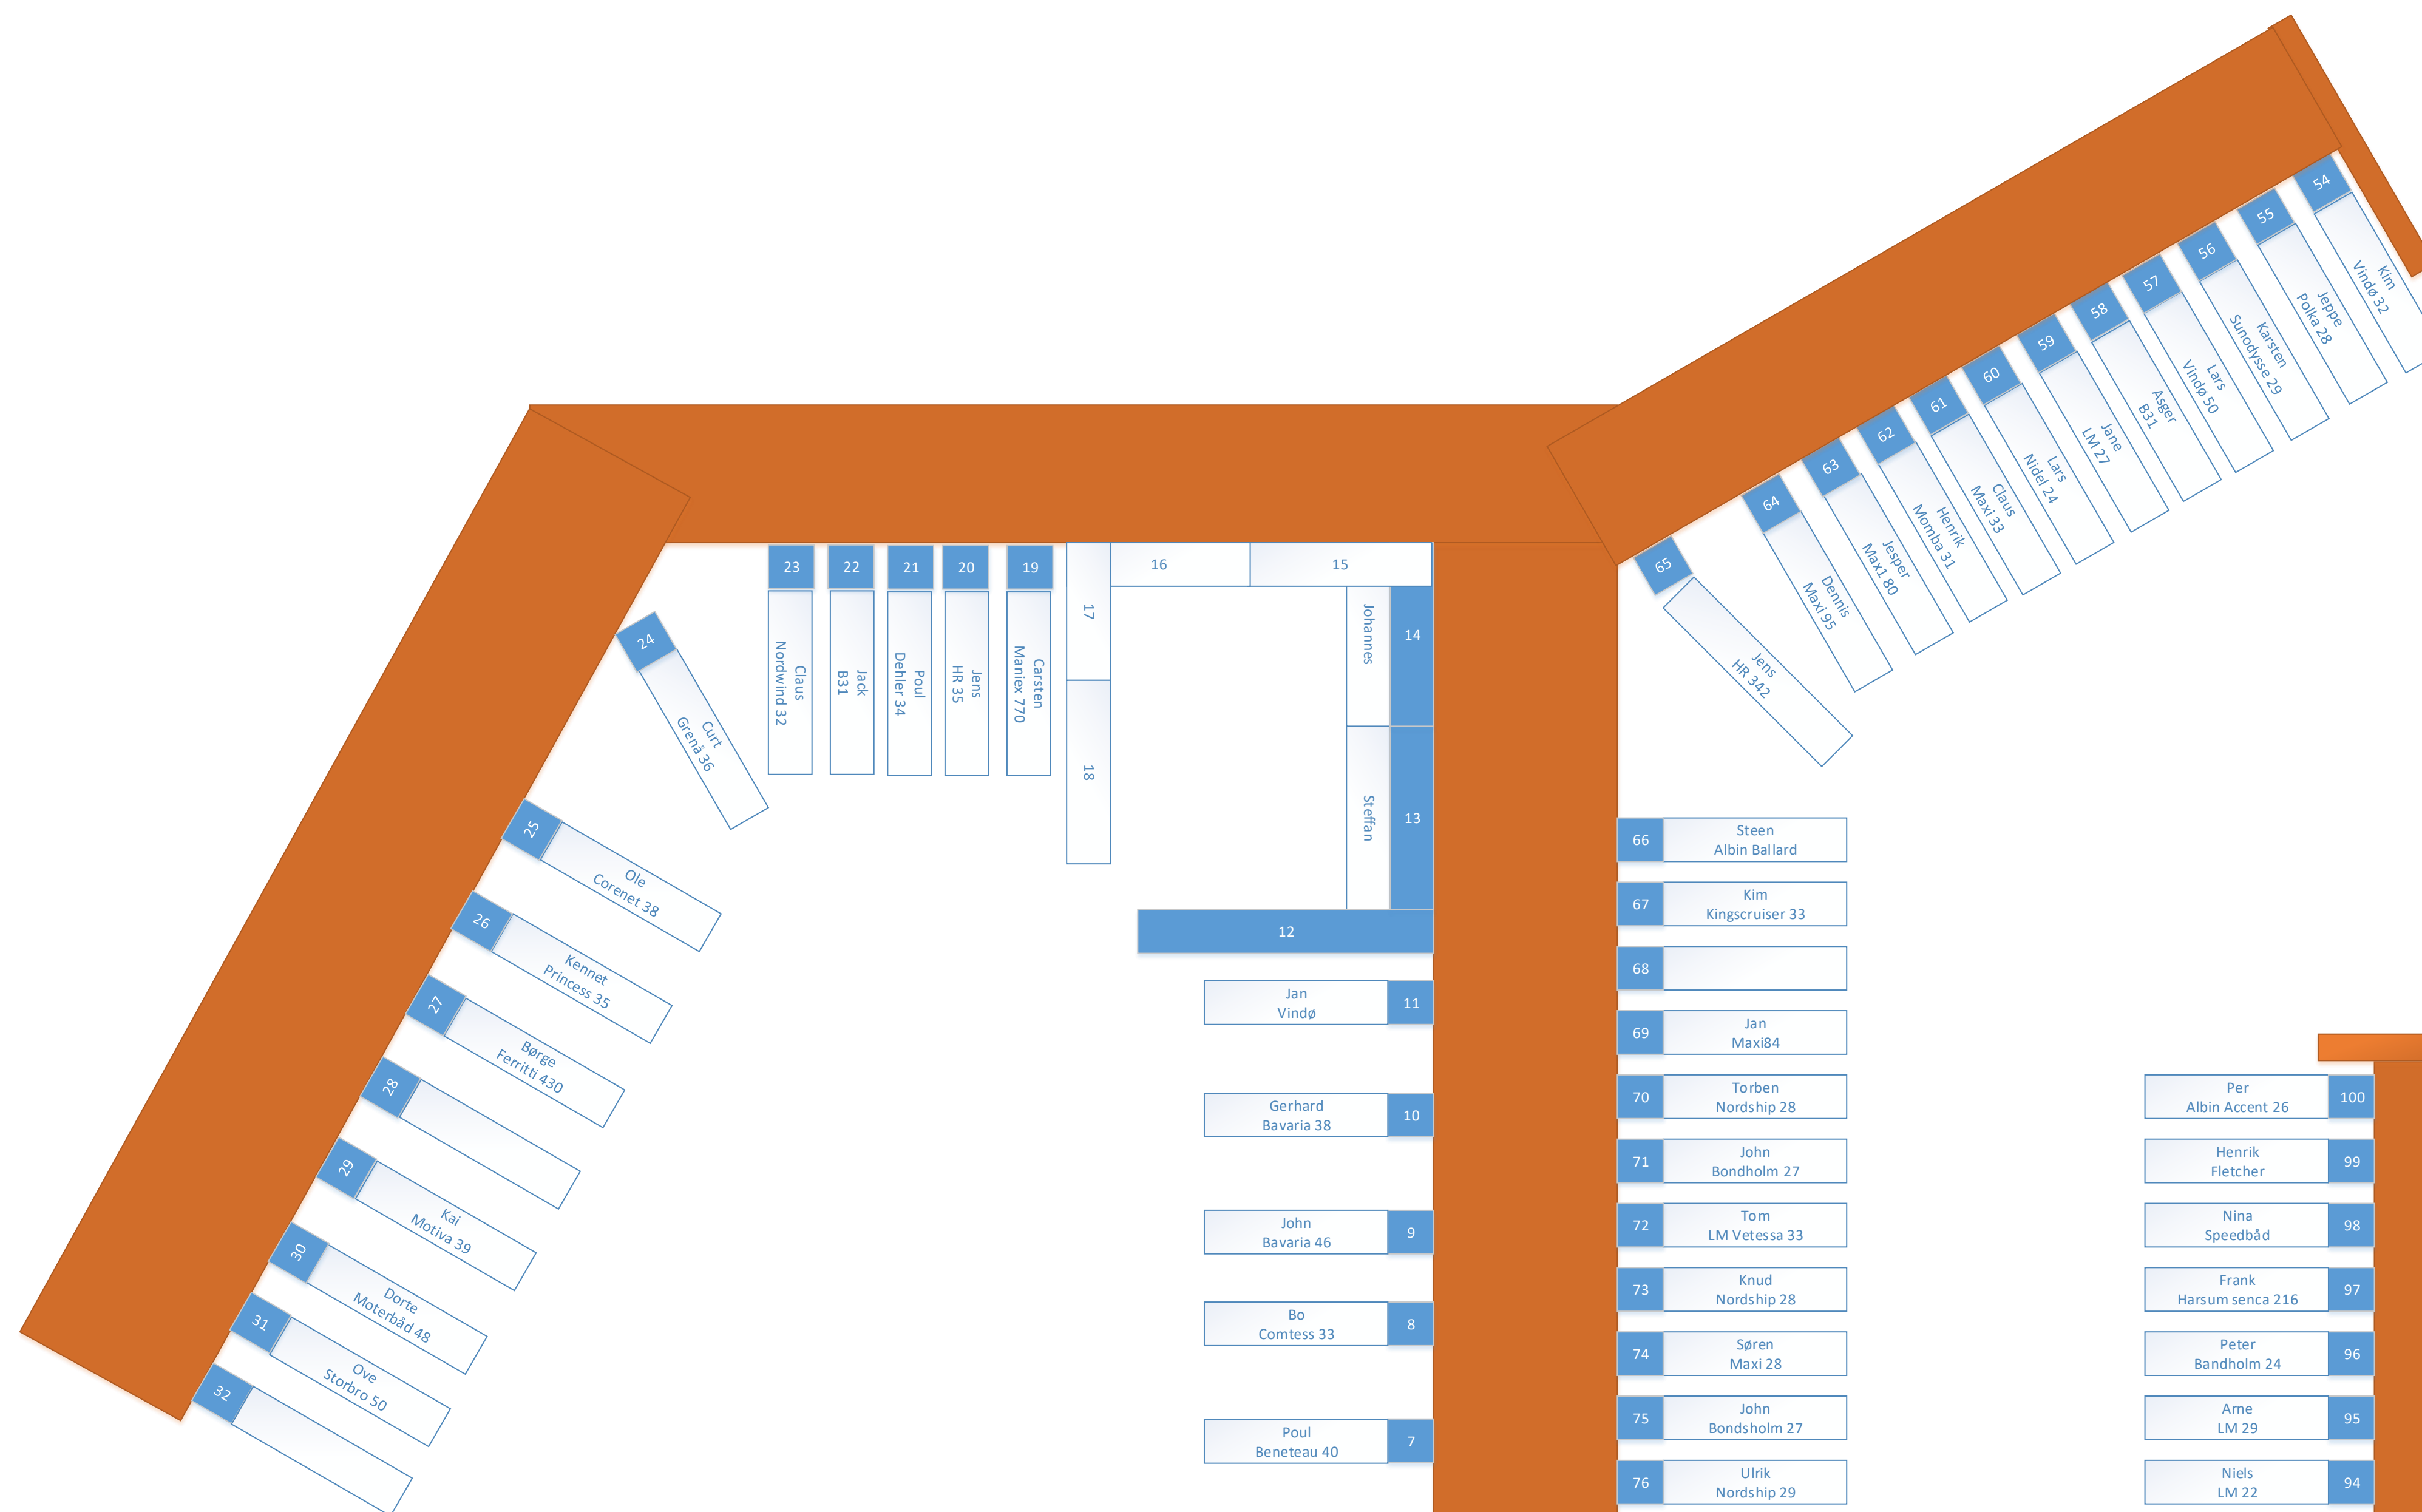 54
Kim
Vindø 32
55
Jeppe
Polka 28
56
Karsten
Sunodysse 29
57
Lars
Vindø 50
58
Asger
B31
59
Jane
LM 27
60
Lars
Nidel 24
61
Claus
Maxi 33
62
Henrik
Momba 31
63
Jesper
Max1 80
64
Dennis
Maxi 95
65
Jens
HR 342
23
Claus
Nordwind 32
22
Jack
B31
21
Poul
Dehler 34
20
Jens
HR 35
19
Carsten
Maniex 770
17
18
16
15
Johannes
14
Steffan
13
12
24
Curt
Grenå 36
25
Ole
Corenet 38
26
Kennet
Princess 35
27
Børge
Ferritti 430
28
29
Kai
Motiva 39
30
Dorte
Moterbåd 48
31
Ove
Storbro 50
32
Jan
Vindø
11
Gerhard
Bavaria 38
10
John
Bavaria 46
9
Bo
Comtess 33
8
Poul
Beneteau 40
7
66
Steen
Albin Ballard
67
Kim
Kingscruiser 33
68
69
Jan
Maxi84
70
Torben
Nordship 28
71
John
Bondholm 27
72
Tom
LM Vetessa 33
73
Knud
Nordship 28
74
Søren
Maxi 28
75
John
Bondsholm 27
76
Ulrik
Nordship 29
Per
Albin Accent 26
100
Henrik
Fletcher
99
Nina
Speedbåd
98
Frank
Harsum senca 216
97
Peter
Bandholm 24
96
Arne
LM 29
95
Niels
LM 22
94